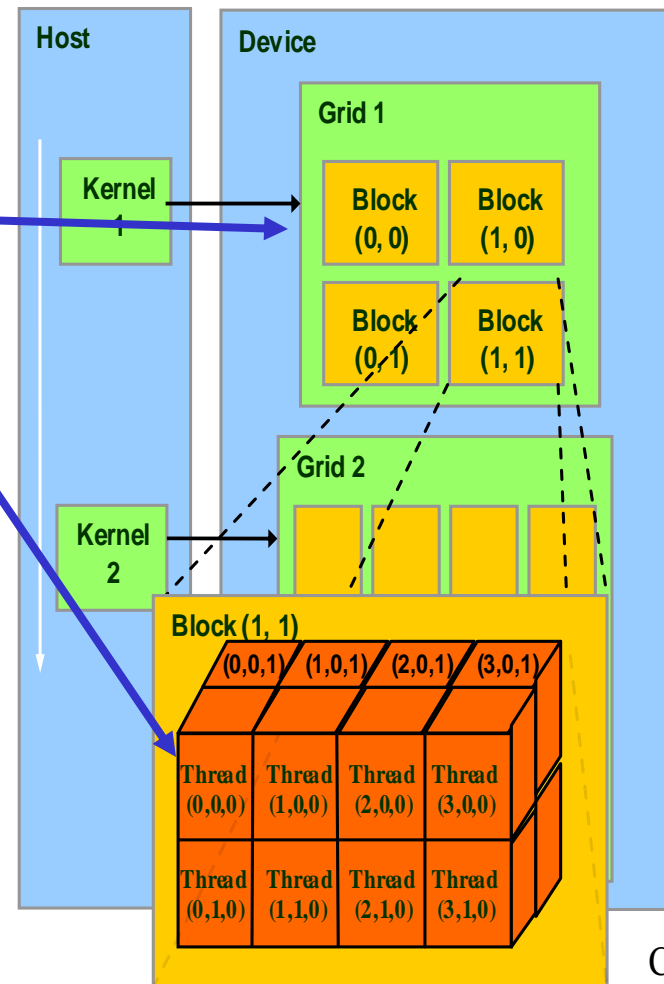 Host
Device
Grid 1
Kernel
1
Block
(0, 0)
Block
(1, 0)
Block
(0, 1)
Block
(1, 1)
Grid 2
Kernel
2
Block (1, 1)
(0,0,1) (1,0,1) (2,0,1) (3,0,1)
Thread
(0,0,0)
Thread
(1,0,0)
Thread
(2,0,0)
Thread
(3,0,0)
Thread
(0,1,0)
Thread
(1,1,0)
Thread
(2,1,0)
Thread
(3,1,0)